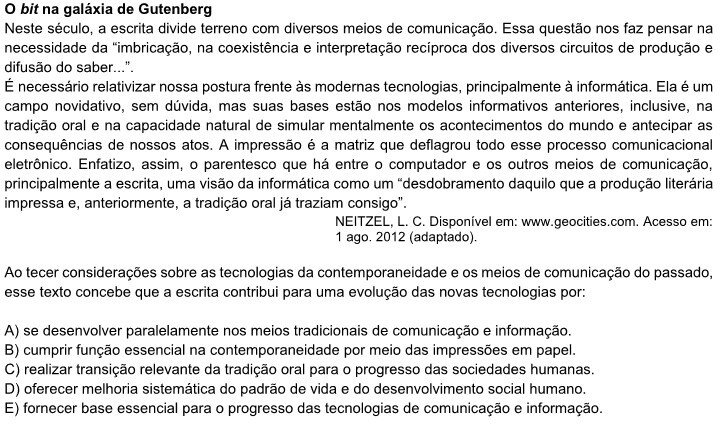 O bit na galáxia de Gutenberg
Neste século, a escrita divide terreno com diversos meios de comunicação. Essa questão nos faz pensar na
necessidade da “imbricação, na coexistência e interpretação recíproca dos diversos circuitos de produção e
difusão do saber...”.
É necessário relativizar nossa postura frente às modernas tecnologias, principalmente à informática. Ela é um
campo novidativo, sem dúvida, mas suas bases estão nos modelos informativos anteriores, inclusive, na
tradição oral e na capacidade natural de simular mentalmente os acontecimentos do mundo e antecipar as
consequências de nossos atos. A impressão é a matriz que deflagrou todo esse processo comunicacional
eletrônico. Enfatizo, assim, o parentesco que há entre o computador e os outros meios de comunicação,
principalmente a escrita, uma visão da informática como um “desdobramento daquilo que a produção literária
impressa e, anteriormente, a tradição oral já traziam consigo”.
NEITZEL, L. C. Disponível em: www.geocities.com. Acesso em:
1 ago. 2012 (adaptado).
Ao tecer considerações sobre as tecnologias da contemporaneidade e os meios de comunicação do passado,
esse texto concebe que a escrita contribui para uma evolução das novas tecnologias por:
A) se desenvolver paralelamente nos meios tradicionais de comunicação e informação.
B) cumprir função essencial na contemporaneidade por meio das impressões em papel.
C) realizar transição relevante da tradição oral para o progresso das sociedades humanas.
D) oferecer melhoria sistemática do padrão de vida e do desenvolvimento social humano.
E) fornecer base essencial para o progresso das tecnologias de comunicação e informação.